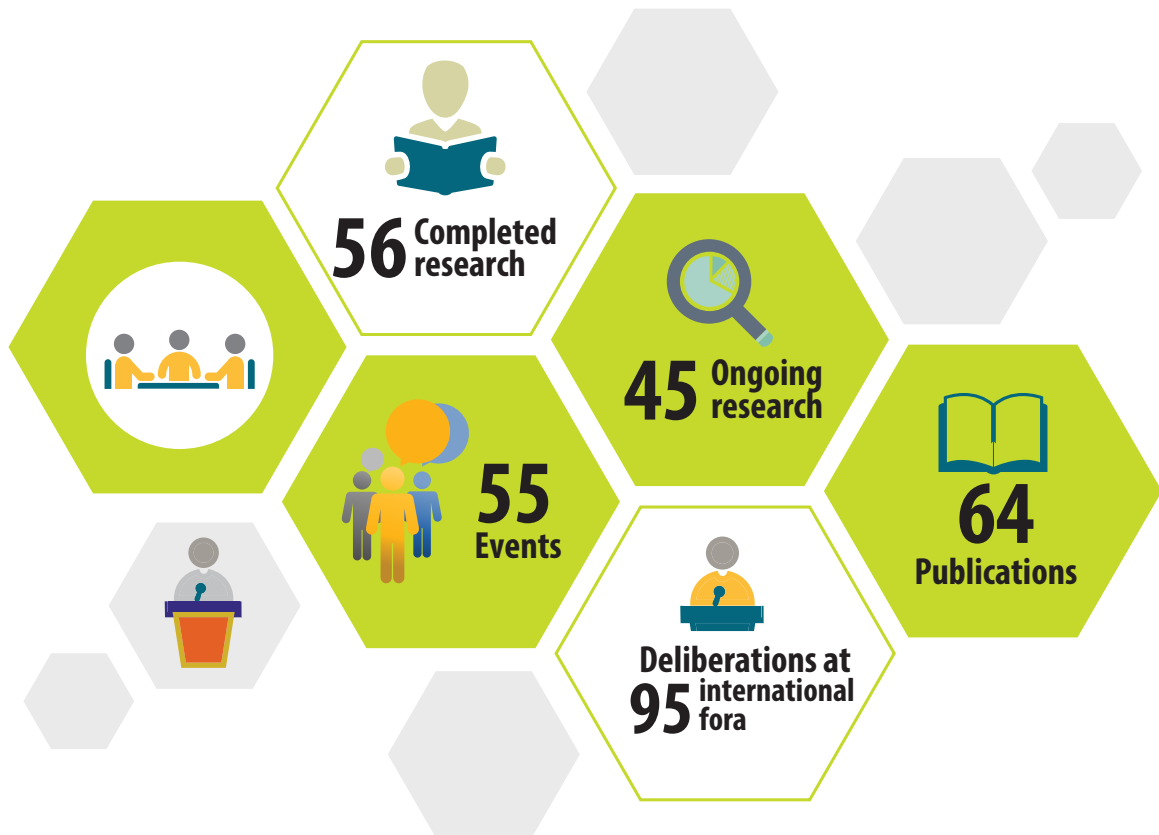 56 Completed
research
45 Ongoing
research
55
Events
64
Publications
Deliberations at
95 international
fora